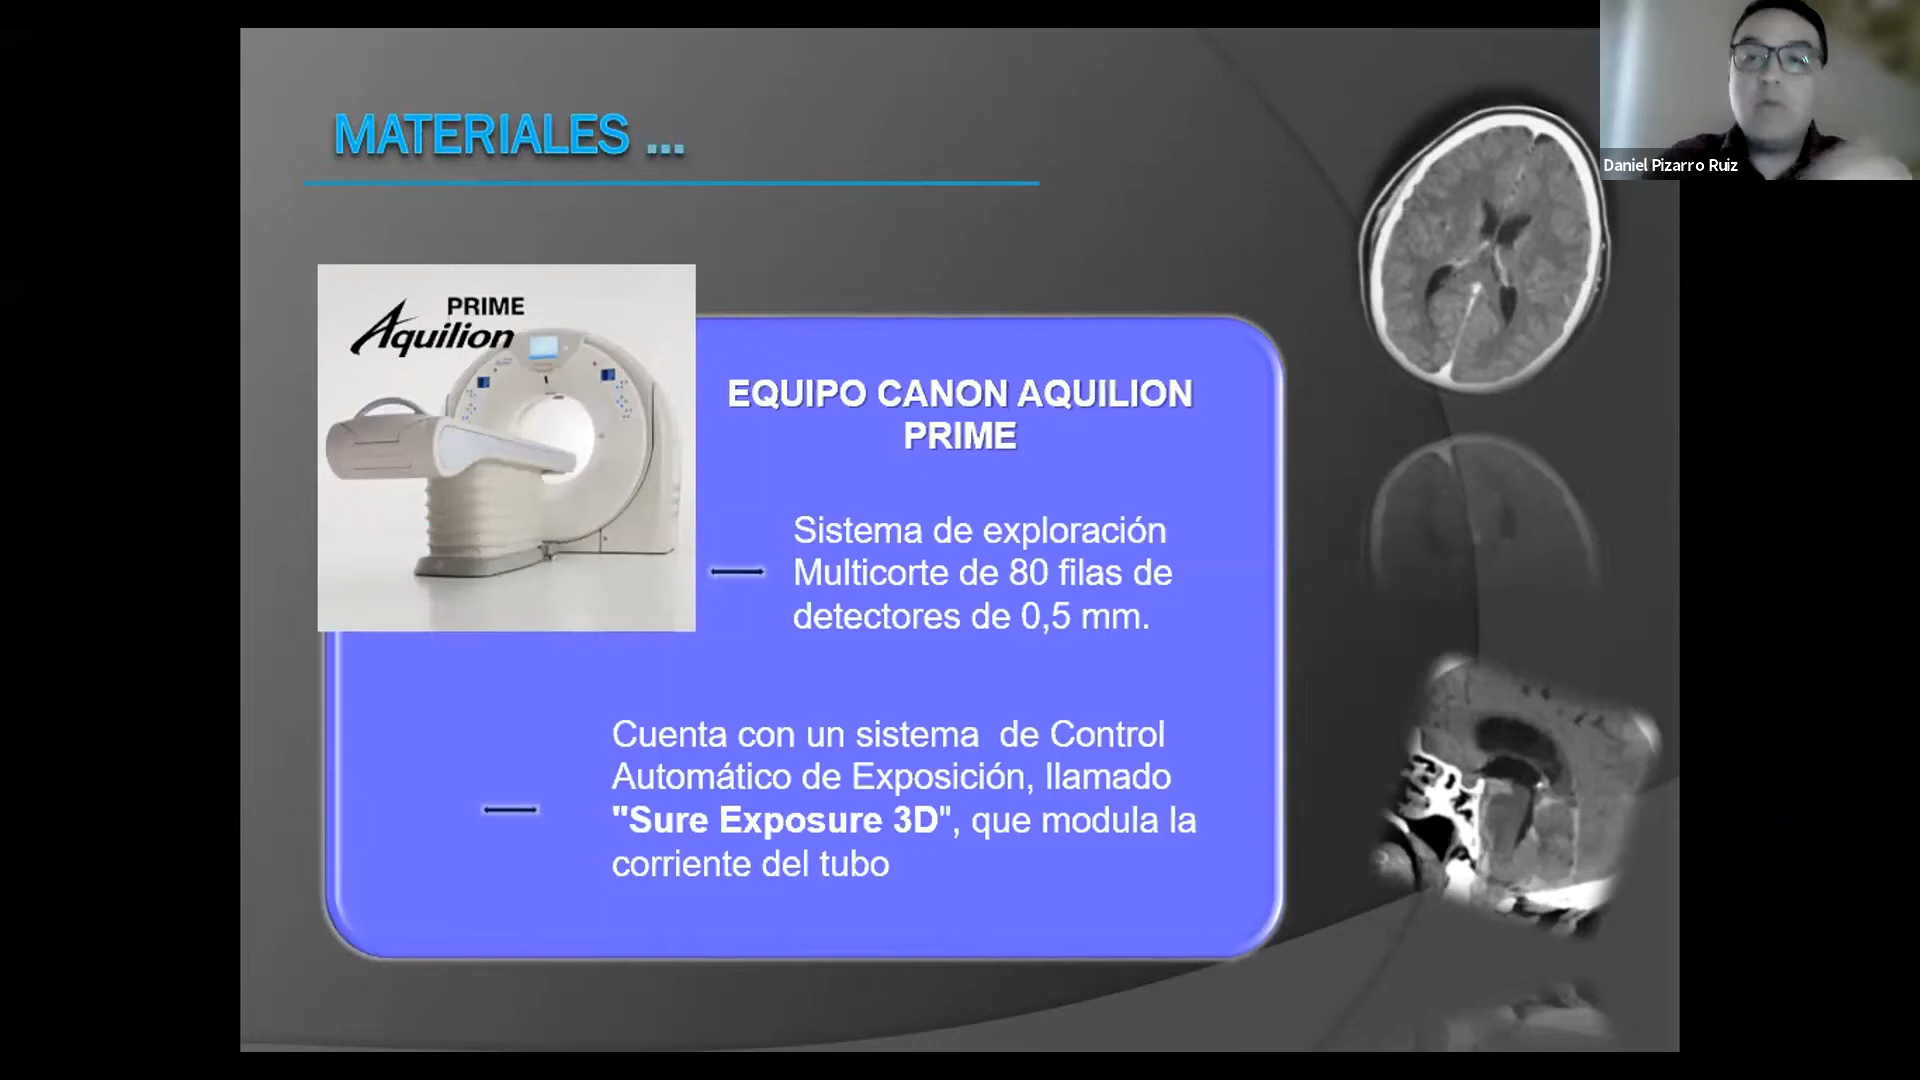 MATERIALES ...
Daniel Pizarro Ruiz
PRIME
Aquilion
EQUIPO CANON AQUILION
PRIME
Sistema de exploración
Multicorte de 80 filas de
detectores de 0,5 mm.
Cuenta con un sistema de Control
Automático de Exposición, llamado
"Sure Exposure 3D", que modula la
corriente del tubo